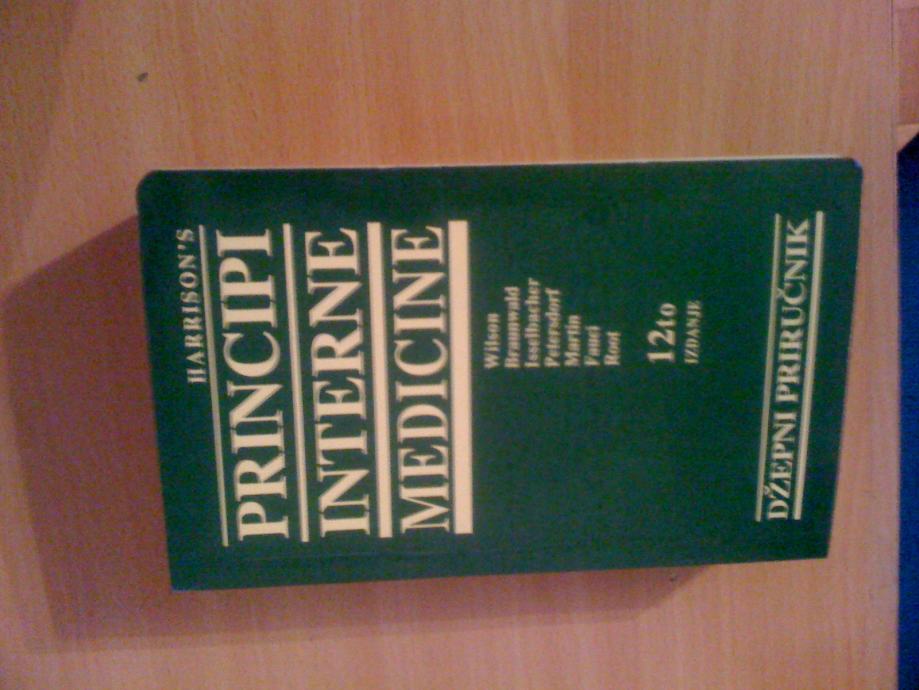 HARRISON'S
PRINCIPI
INTERNE
MEDICINE
Wilson
Braunwald
Isselbacher
Petersdorf
Martin
Fauci
Root
12to
IZDANJE
DŽEPNI PRIRUČNIK